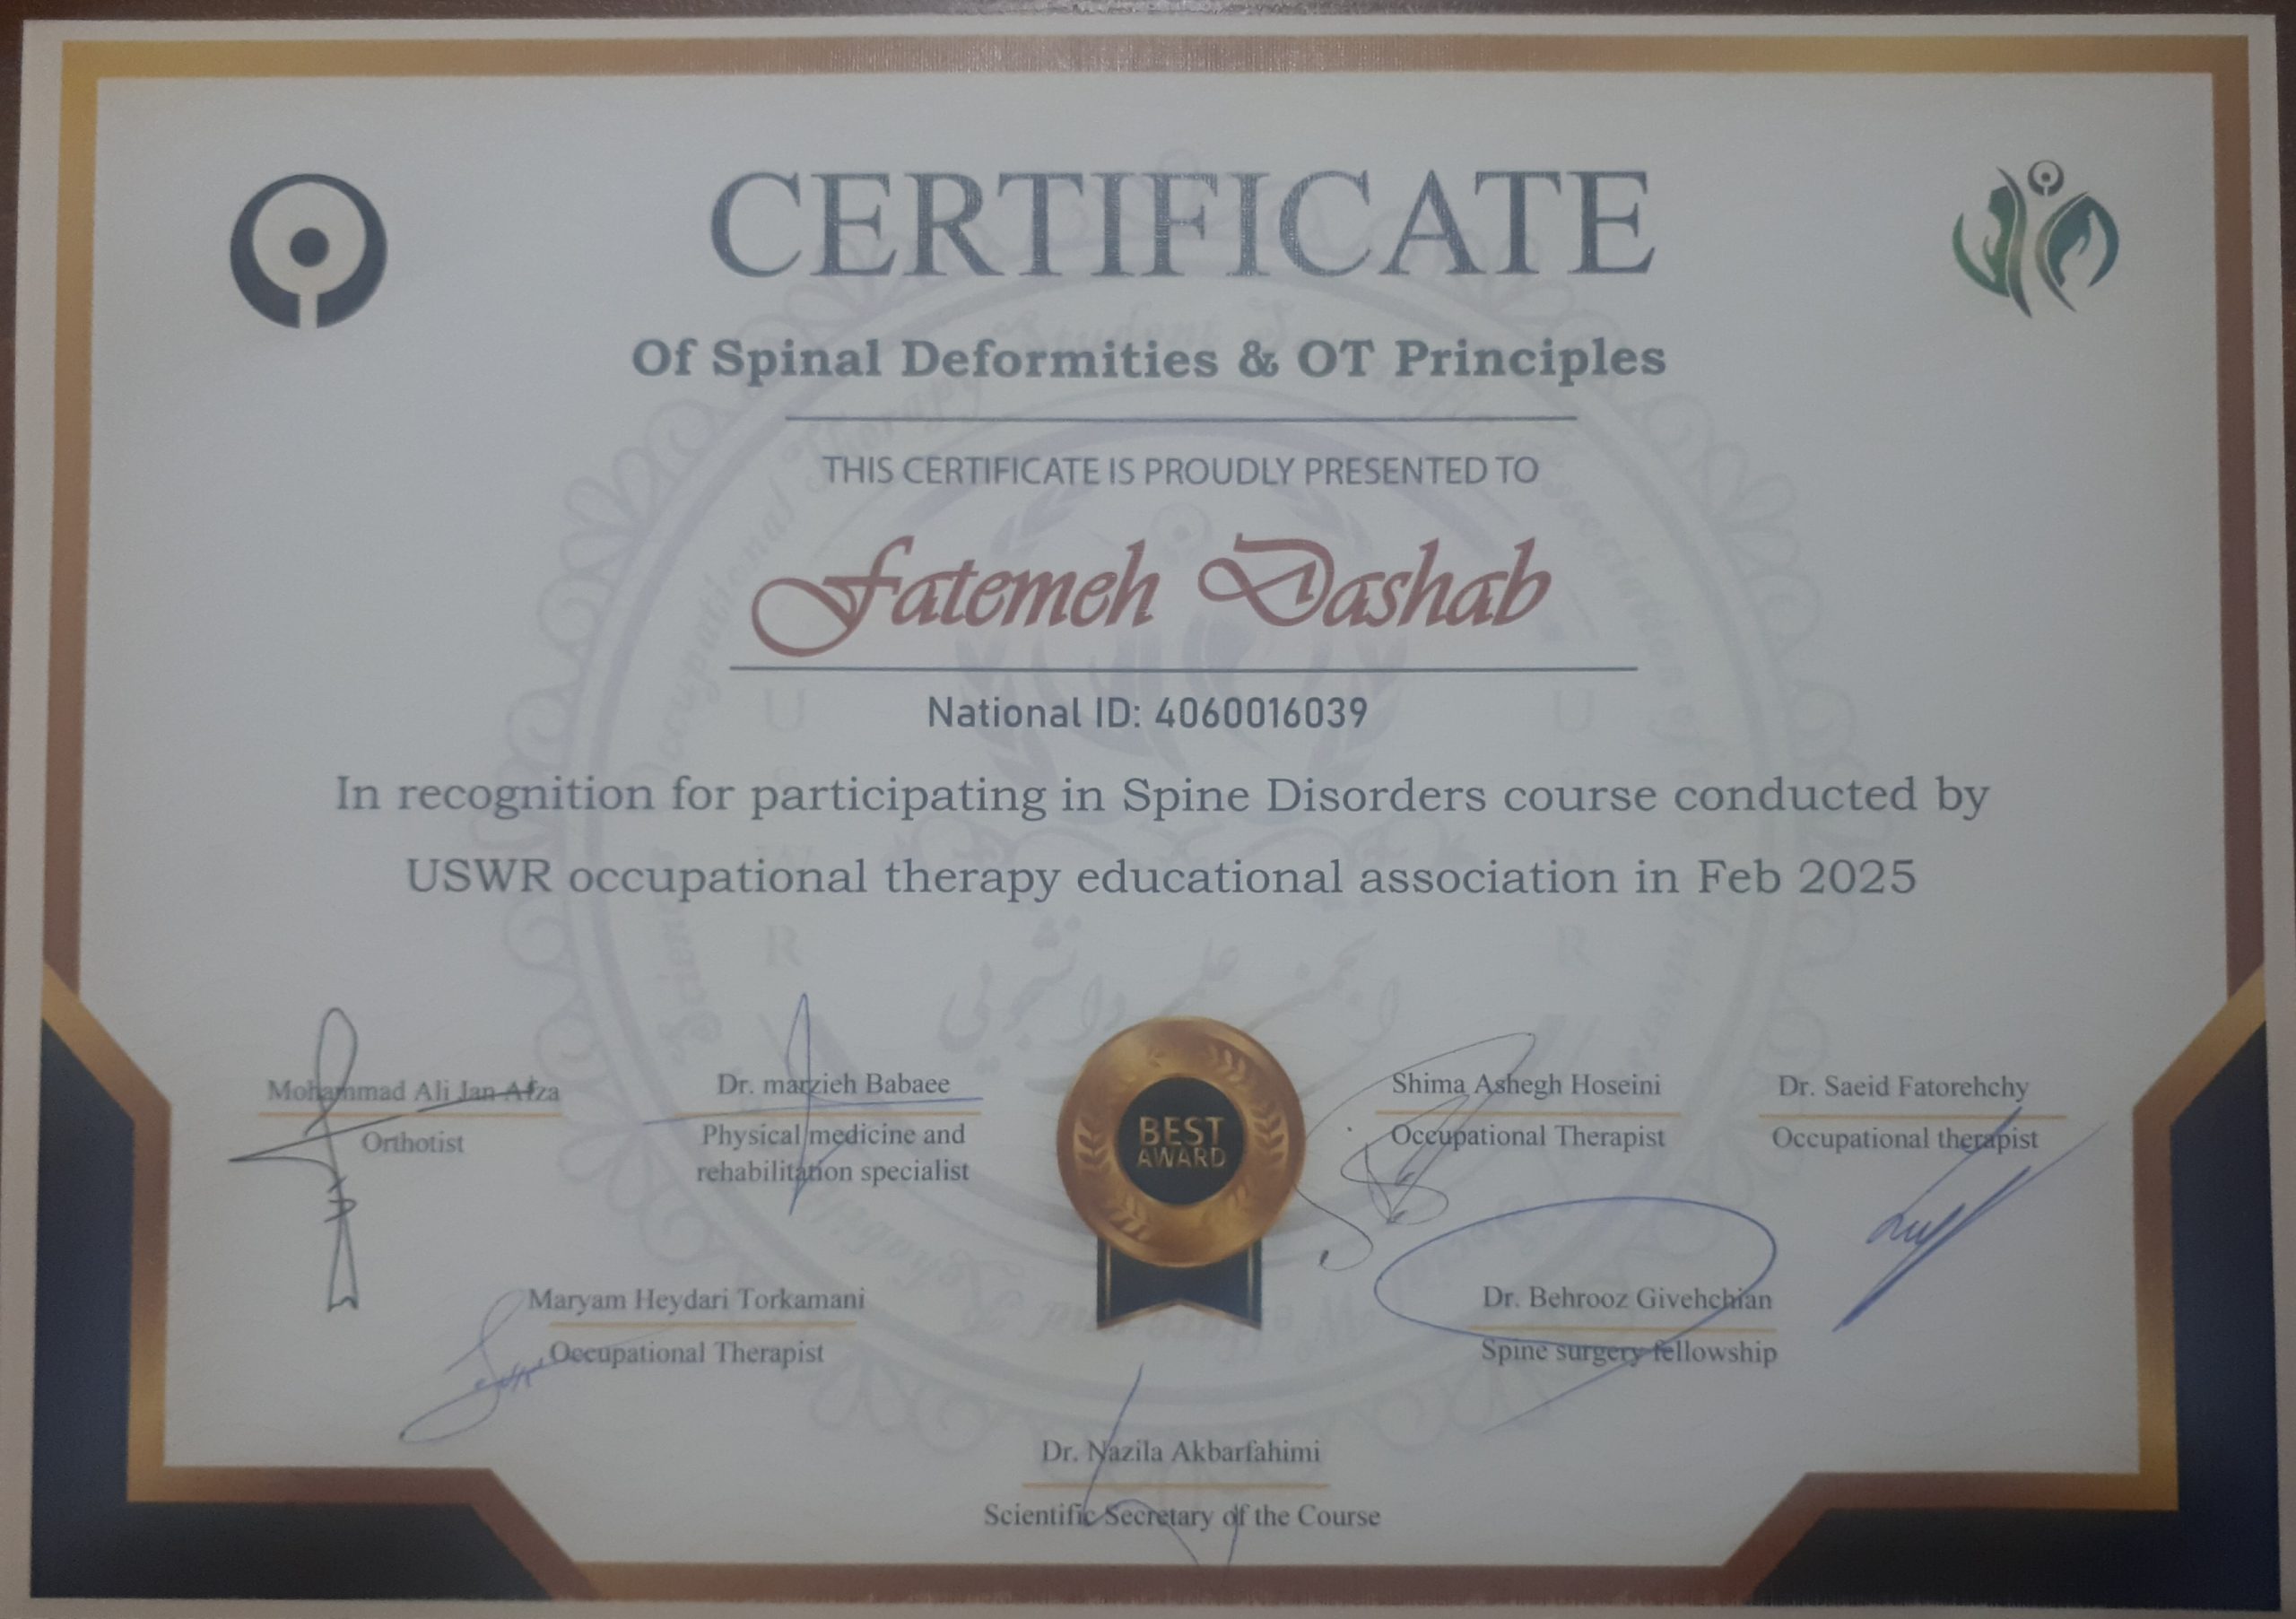 CERTIFICATE
Of Spinal Deformities & OT Principles
THIS CERTIFICATE IS PROUDLY PRESENTED TO
Fatemeh Dashab
National ID: 4060016039
In recognition for participating in Spine Disorders course conducted by
USWR occupational therapy educational association in Feb 2025
Mohammad Ali Jan Afza
Orthotist
Dr. marzieh Babaee
Physical medicine and
rehabilitation specialist
BEST
AWARD
Shima Ashegh Hoseini
Occupational Therapist
Dr. Saeid Fatorehchy
Occupational therapist
Maryam Heydari Torkamani
Occupational Therapist
Dr. Behrooz Givehchian
Spine surgery fellowship
Dr. Nazila Akbarfahimi
Scientific Secretary of the Course